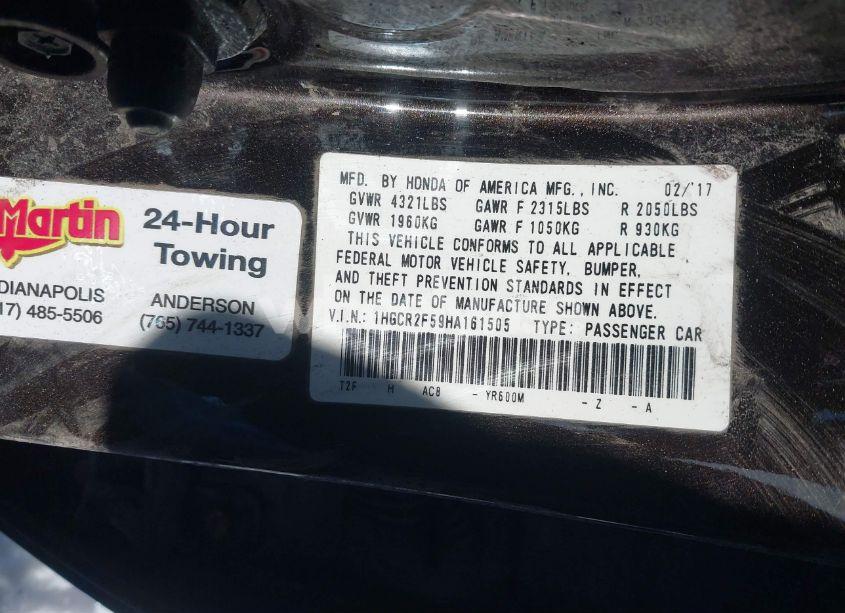 Martin
24-Hour
Towing
DIANAPOLIS
17) 485-5506
ANDERSON
(765) 744-1337
MFD. BY HONDA OF AMERICA MFG., INC. 02/'17
GVWR 4321LBS GAWR F 2315LBS R 2050LBS
GVWR 1960KG GAWR F 1050KG R 930KG
THIS VEHICLE CONFORMS TO ALL APPLICABLE
FEDERAL MOTOR VEHICLE SAFETY, BUMPER,
AND THEFT PREVENTION STANDARDS IN EFFECT
ON THE DATE OF MANUFACTURE SHOWN ABOVE.
V.I.N.: 1HGCR2F59HA161505 TYPE: PASSENGER CAR
T2F H AC8 - YR600M - Z - A